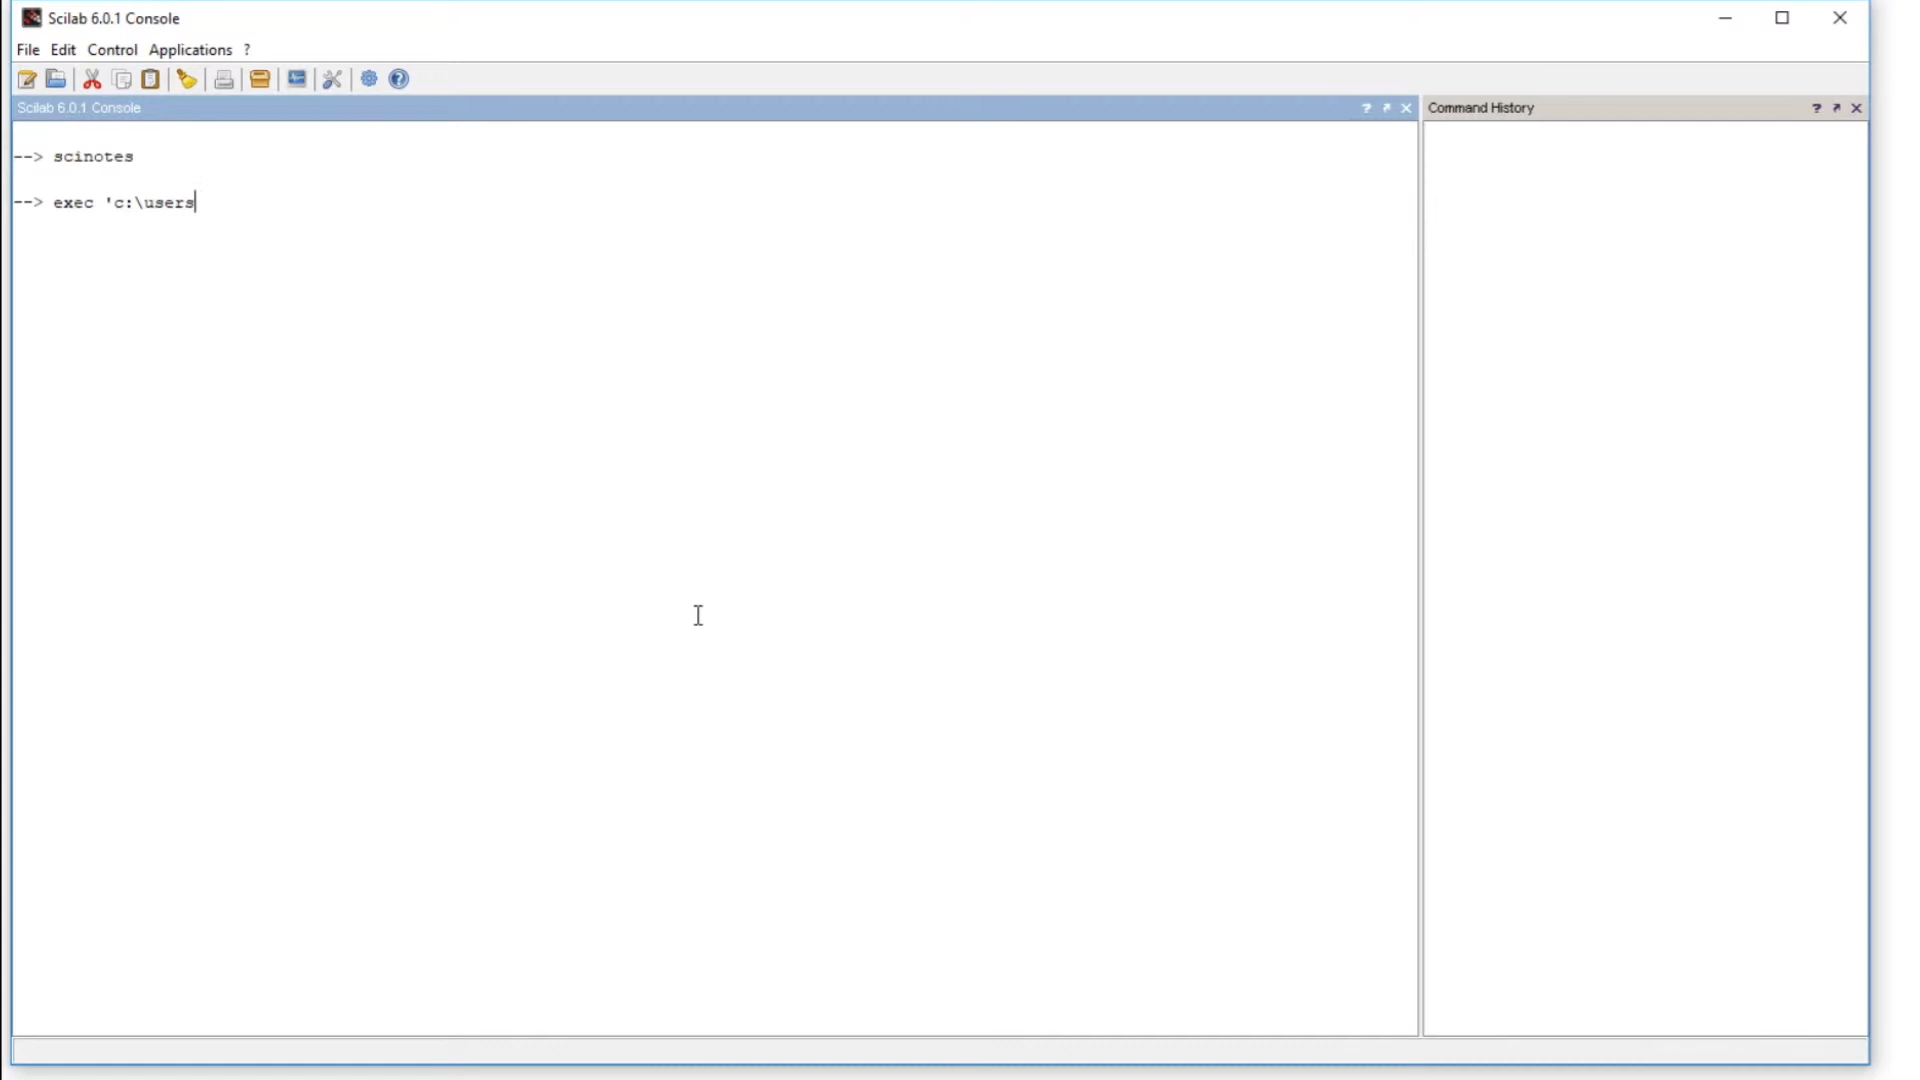 Scilab 6.0.1 Console
File Edit Control Applications ?
Scilab 6.0.1 Console
Command History
--> scinotes
--> exec 'c:\users